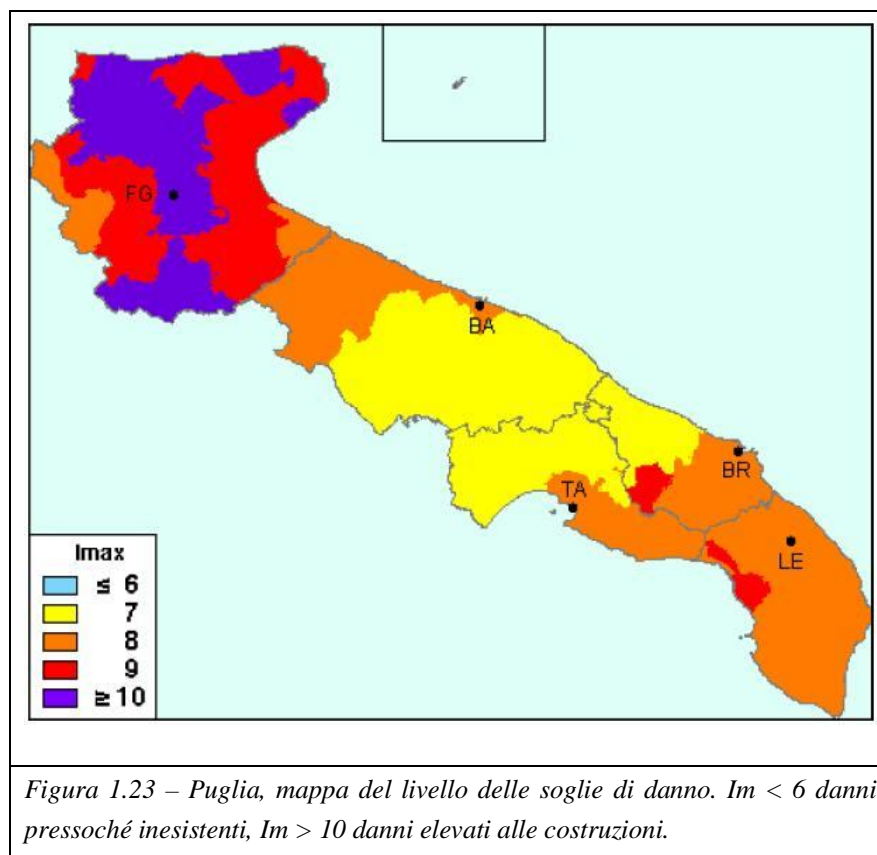 FG
BA
BR
TA
LE
Imax
≤ 6
7
8
9
≥ 10
Figura 1.23 – Puglia, mappa del livello delle soglie di danno. Im < 6 danni
pressoché inesistenti, Im > 10 danni elevati alle costruzioni.